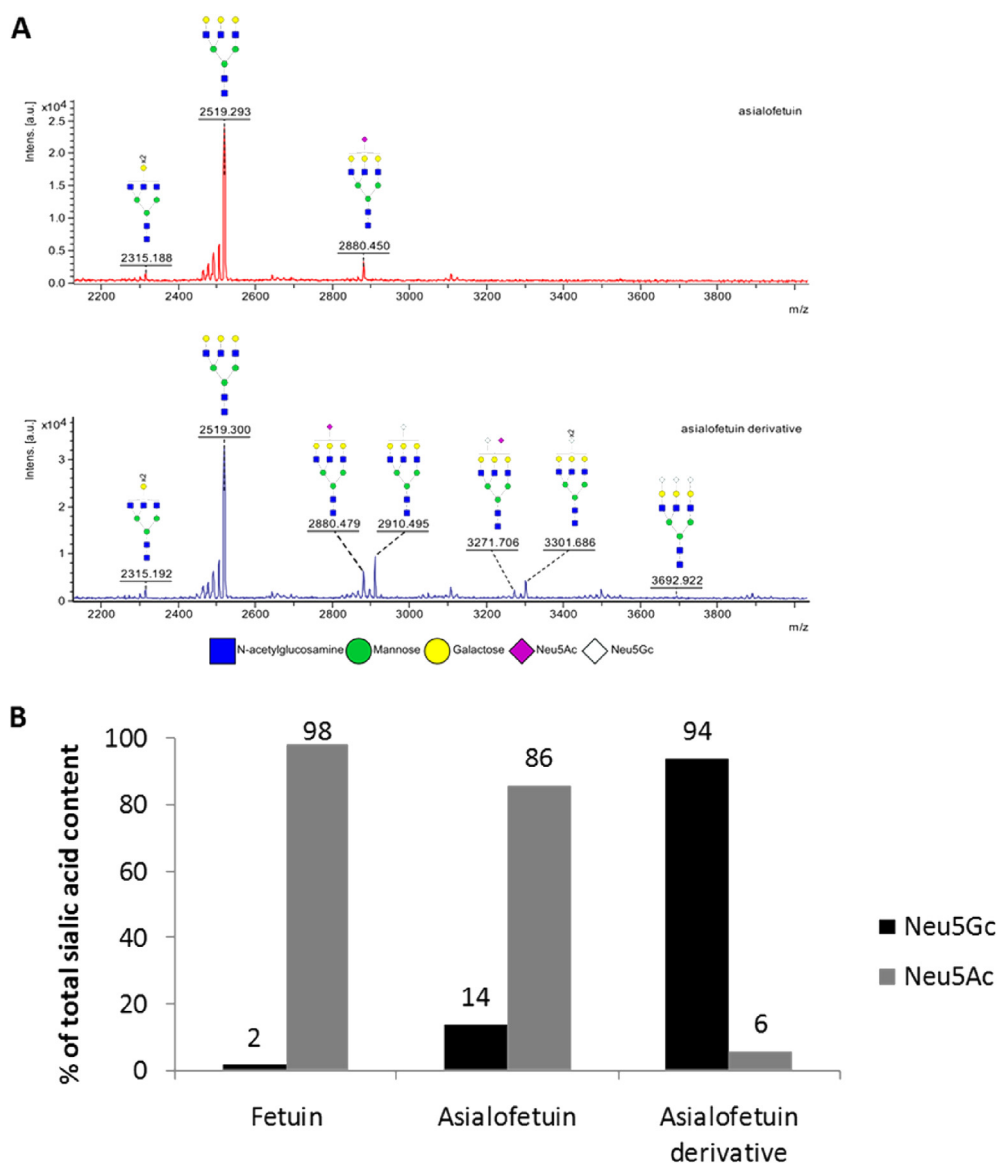 A
asialofetuin
Intens. [a.u.]
x10⁴
2.5
2.0
1.5
1.0
0.5
0.0
x2
2315.188
2519.293
2880.450
2200 2400 2600 2800 3000 3200 3400 3600 3800
m/z
asialofetuin derivative
Intens. [a.u.]
x10⁴
3
2
1
0
x2
2315.192
2519.300
2880.479
2910.495
3271.706
x2
3301.686
3692.922
2200 2400 2600 2800 3000 3200 3400 3600 3800
m/z
N-acetylglucosamine Mannose Galactose Neu5Ac Neu5Gc
B
% of total sialic acid content
100
80
60
40
20
0
2
98
14
86
94
6
Fetuin
Asialofetuin
Asialofetuin
derivative
Neu5Gc
Neu5Ac